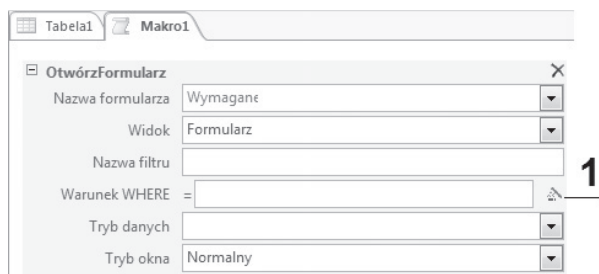 Tabela1 Makro1
OtwórzFormularz
Nazwa formularza Wymagane
Widok Formularz
Nazwa filtru
Warunek WHERE =
1
Tryb danych
Tryb okna Normalny